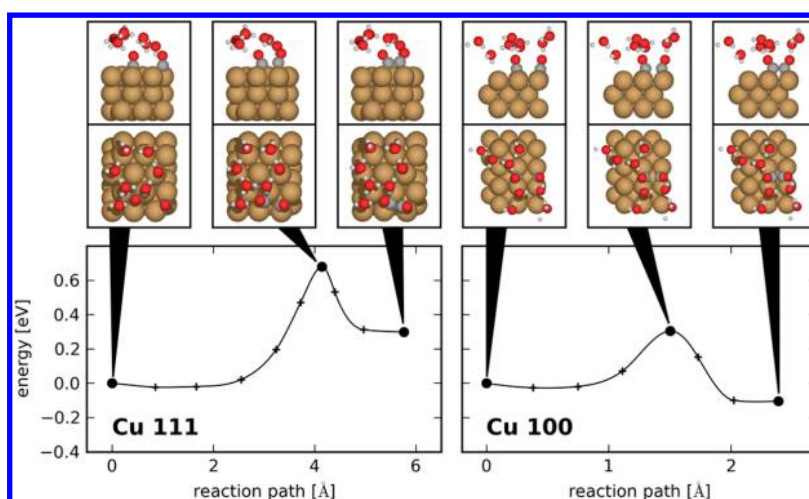 energy [eV]
0.6
0.4
0.2
0.0
−0.2
−0.4
Cu 111
0 2 4 6
reaction path [Å]
Cu 100
0 1 2
reaction path [Å]